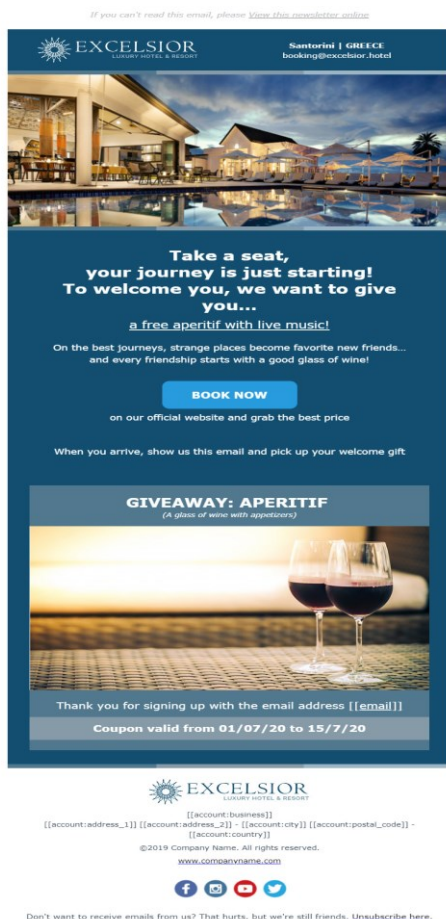 If you can't read this email, please View this newsletter online
EXCELSIOR
LUXURY HOTEL & RESORT
Santorini | GREECE
booking@excelsior.hotel
Take a seat,
your journey is just starting!
To welcome you, we want to give
you...
a free aperitif with live music!
On the best journeys, strange places become favorite new friends...
and every friendship starts with a good glass of wine!
BOOK NOW
on our official website and grab the best price
When you arrive, show us this email and pick up your welcome gift
GIVEAWAY: APERITIF
(A glass of wine with appetizers)
Thank you for signing up with the email address [[email]]
Coupon valid from 01/07/20 to 15/7/20
EXCELSIOR
LUXURY HOTEL & RESORT
[[account:business]]
[[account:address_1]] [[account:address_2]] - [[account:city]] [[account:postal_code]] -
[[account:country]]
©2019 Company Name. All rights reserved.
www.companyname.com
Don't want to receive emails from us? That hurts, but we're still friends. Unsubscribe here.